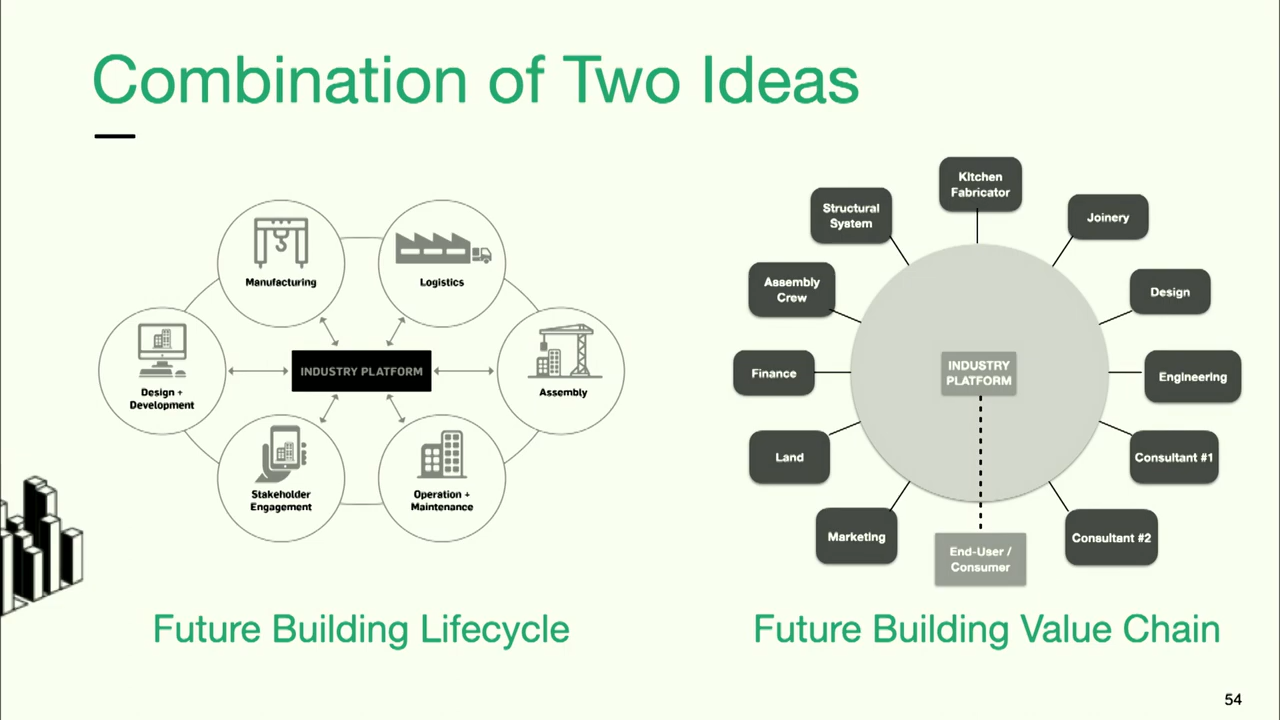 Combination of Two Ideas
Manufacturing
Logistics
Design +
Development
INDUSTRY PLATFORM
Assembly
Stakeholder
Engagement
Operation +
Maintenance
Future Building Lifecycle
Kitchen
Fabricator
Structural
System
Joinery
Assembly
Crew
Design
Finance
INDUSTRY
PLATFORM
Engineering
Land
Consultant #1
Marketing
End-User /
Consumer
Consultant #2
Future Building Value Chain
54